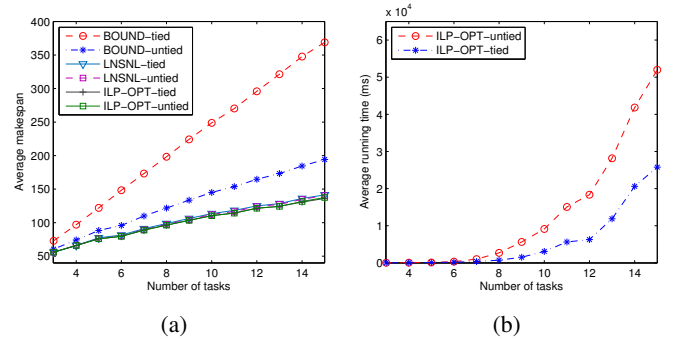 400
350
300
250
200
150
100
50
Average makespan
BOUND-tied
BOUND-untied
LNSNL-tied
LNSNL-untied
ILP-OPT-tied
ILP-OPT-untied
4 6 8 10 12 14
Number of tasks
(a)
x 10^4
6
5
4
3
2
1
0
Average running time (ms)
ILP-OPT-untied
ILP-OPT-tied
4 6 8 10 12 14
Number of tasks
(b)